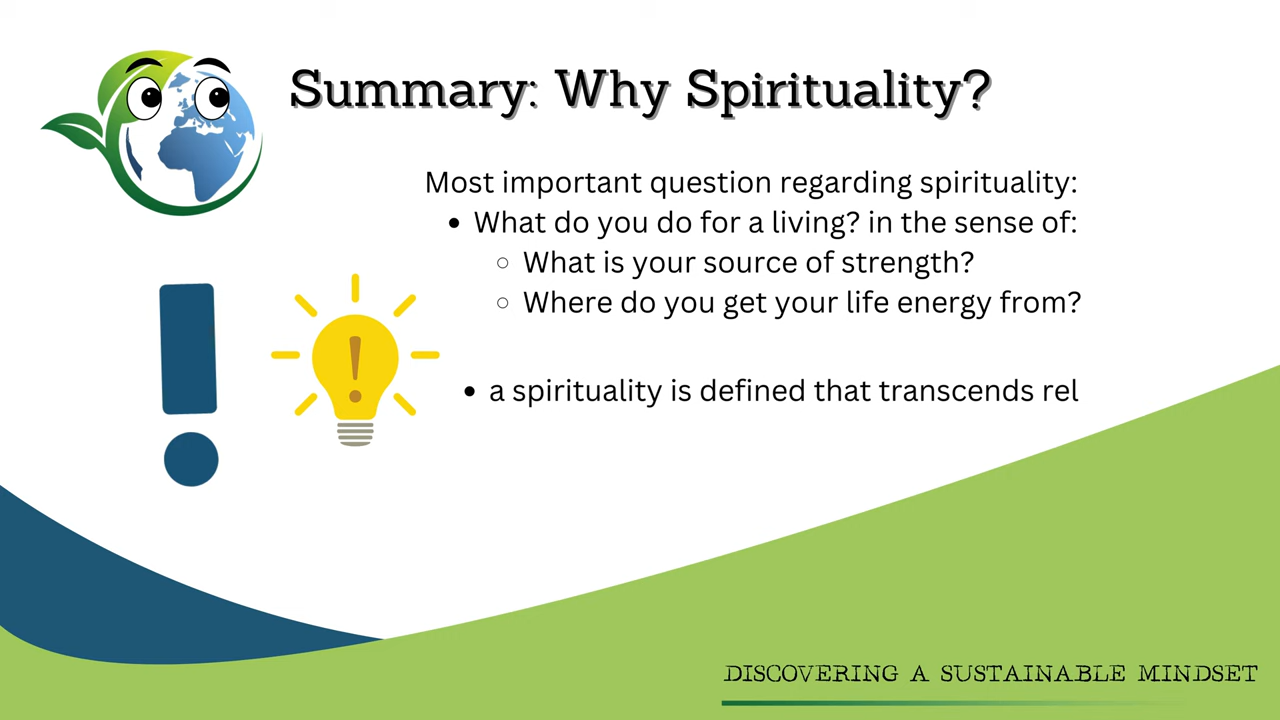 Summary: Why Spirituality?
Most important question regarding spirituality:
• What do you do for a living? in the sense of:
○ What is your source of strength?
○ Where do you get your life energy from?
• a spirituality is defined that transcends rel
DISCOVERING A SUSTAINABLE MINDSET